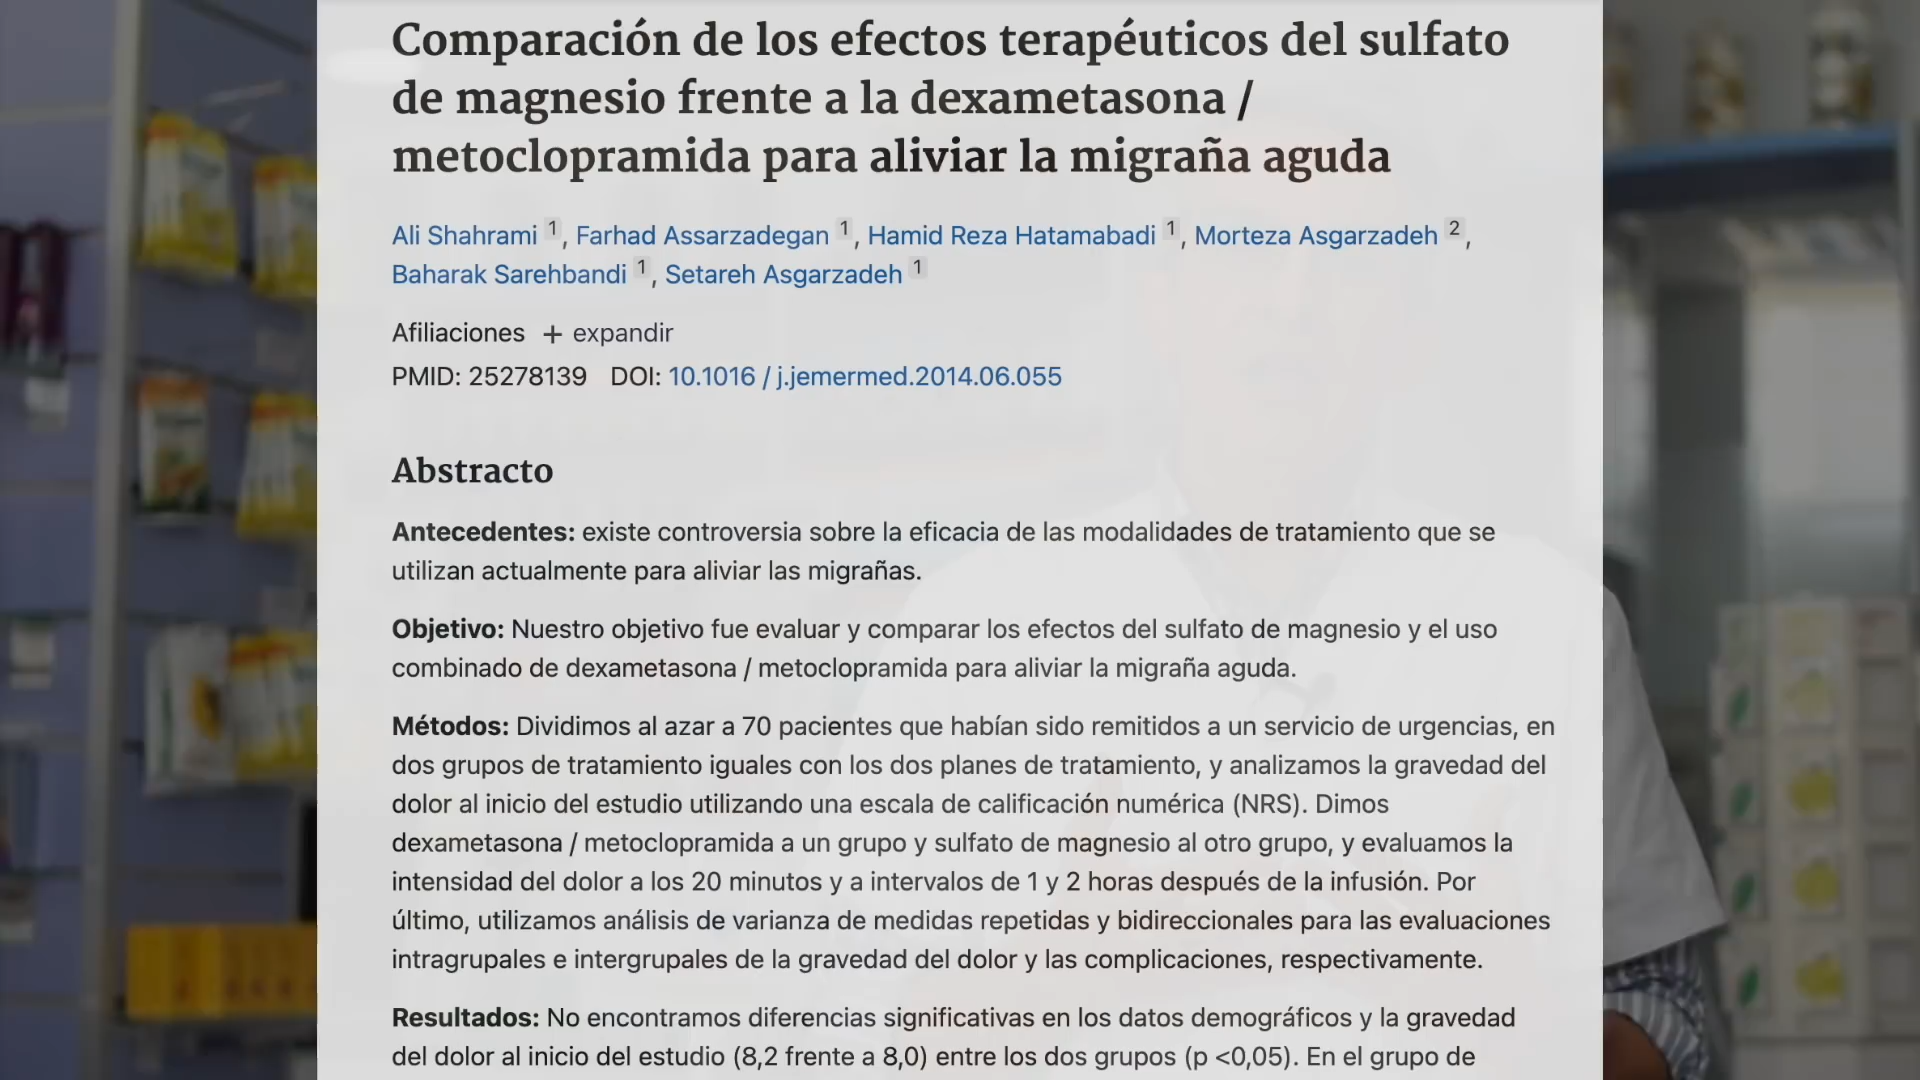 Comparación de los efectos terapéuticos del sulfato
de magnesio frente a la dexametasona /
metoclopramida para aliviar la migraña aguda
Ali Shahrami 1, Farhad Assarzadegan 1, Hamid Reza Hatamabadi 1, Morteza Asgarzadeh 2,
Baharak Sarehbandi 1, Setareh Asgarzadeh 1
Afiliaciones + expandir
PMID: 25278139 DOI: 10.1016 / j.jemermed.2014.06.055
Abstracto
Antecedentes: existe controversia sobre la eficacia de las modalidades de tratamiento que se
utilizan actualmente para aliviar las migrañas.
Objetivo: Nuestro objetivo fue evaluar y comparar los efectos del sulfato de magnesio y el uso
combinado de dexametasona / metoclopramida para aliviar la migraña aguda.
Métodos: Dividimos al azar a 70 pacientes que habían sido remitidos a un servicio de urgencias, en
dos grupos de tratamiento iguales con los dos planes de tratamiento, y analizamos la gravedad del
dolor al inicio del estudio utilizando una escala de calificación numérica (NRS). Dimos
dexametasona / metoclopramida a un grupo y sulfato de magnesio al otro grupo, y evaluamos la
intensidad del dolor a los 20 minutos y a intervalos de 1 y 2 horas después de la infusión. Por
último, utilizamos análisis de varianza de medidas repetidas y bidireccionales para las evaluaciones
intragrupales e intergrupales de la gravedad del dolor y las complicaciones, respectivamente.
Resultados: No encontramos diferencias significativas en los datos demográficos y la gravedad
del dolor al inicio del estudio (8,2 frente a 8,0) entre los dos grupos (p <0,05). En el grupo de